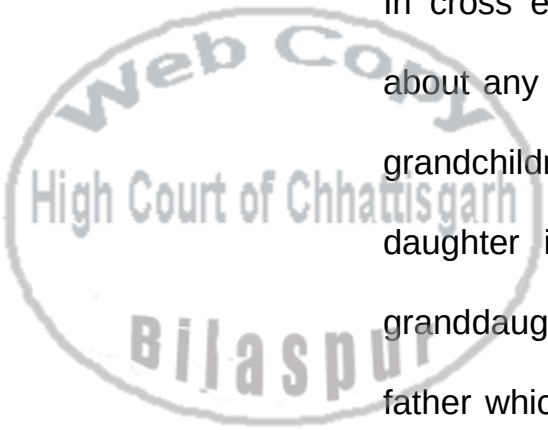 In cross e
Web Copy
about any
grandchildr
High Court of Chhattisgarh
daughter i
granddaug
Bilaspur
father whic